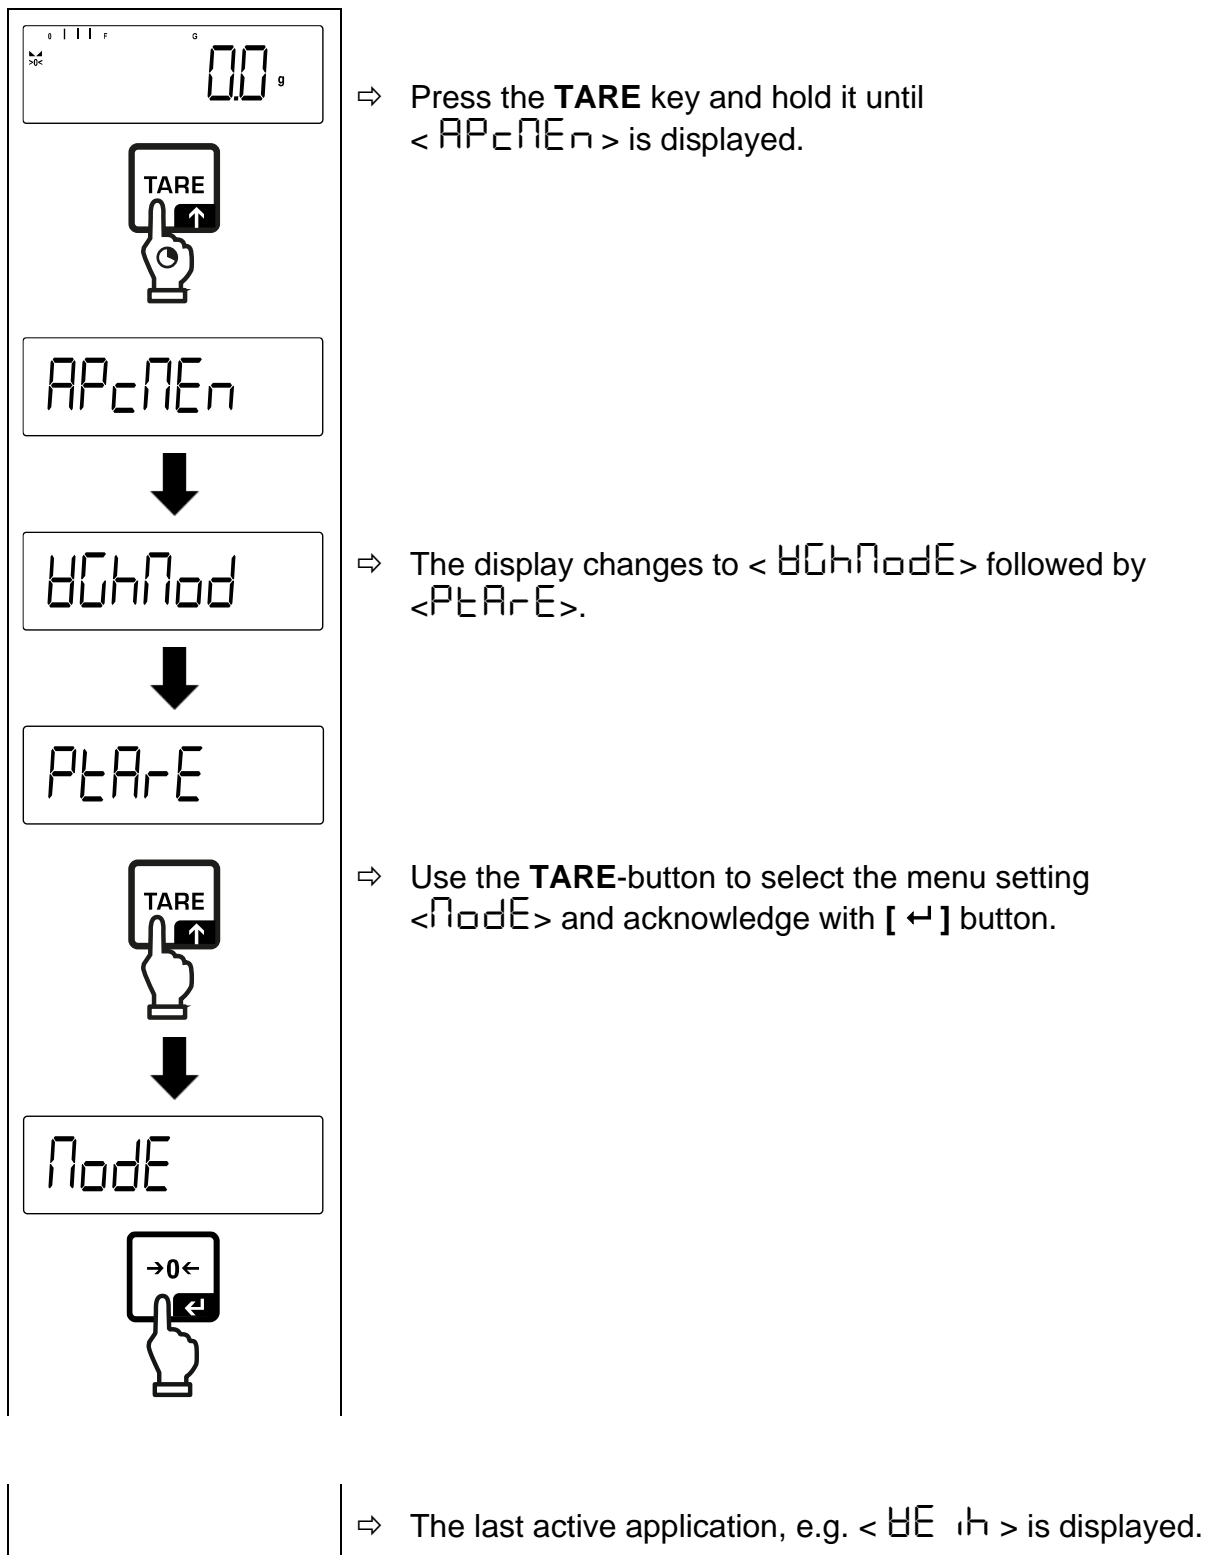 0 F G
>0<
0.0 g
⇨ Press the TARE key and hold it until
< APcMEn > is displayed.
TARE
↑
APcMEn
WGhMod
⇨ The display changes to < WGhModE> followed by
<PtArE>.
PtArE
⇨ Use the TARE-button to select the menu setting
<ModE> and acknowledge with [ ↵ ] button.
TARE
↑
ModE
→0←
↵
⇨ The last active application, e.g. < WE ih > is displayed.